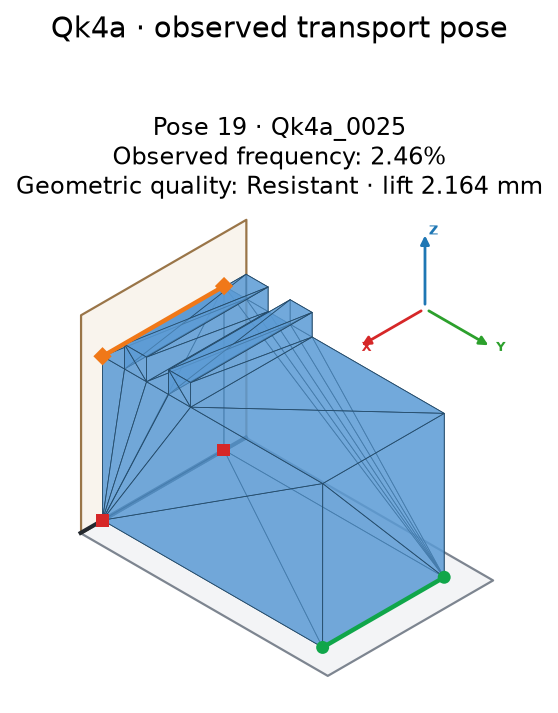 Qk4a · observed transport pose
Pose 19 · Qk4a_0025
Observed frequency: 2.46%
Geometric quality: Resistant · lift 2.164 mm
Z
X
Y